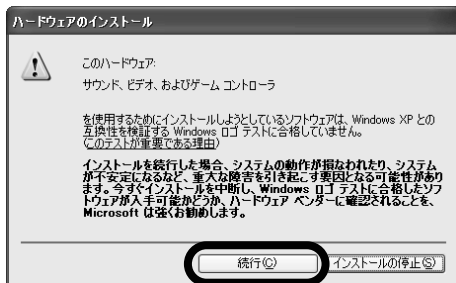 ハードウェアのインストール
このハードウェア:
サウンド、ビデオ、およびゲーム コントローラ
を使用するためにインストールしようとしているソフトウェアは、Windows XP との
互換性を検証する Windows ロゴ テストに合格していません。
(このテストが重要である理由)
インストールを続行した場合、システムの動作が損なわれたり、システム
が不安定になるなど、重大な障害を引き起こす要因となる可能性があり
ます。今すぐインストールを中断し、Windows ロゴ テストに合格したソフ
トウェアが入手可能かどうか、ハードウェア ベンダーに確認されることを、
Microsoft は強くお勧めします。
続行(C) インストールの停止(S)